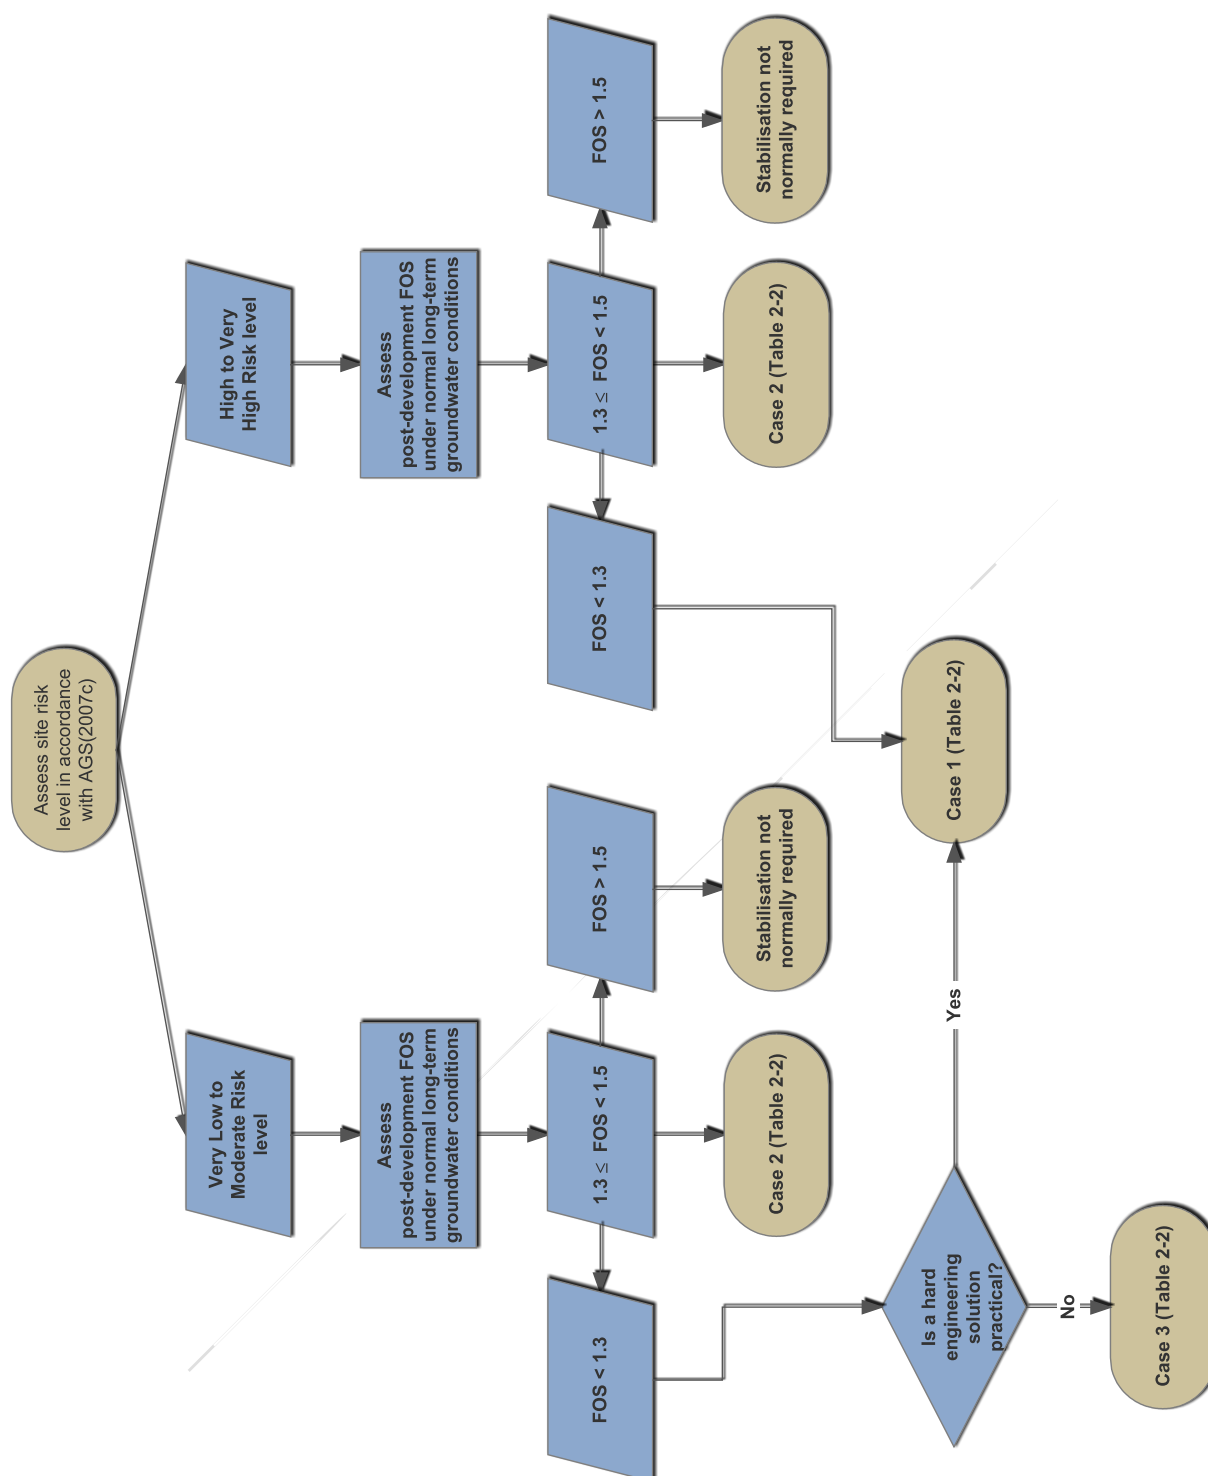 Assess site risk
level in accordance
with AGS(2007c)
Very Low to
Moderate Risk
level
High to Very
High Risk level
Assess
post-development FOS
under normal long-term
groundwater conditions
Assess
post-development FOS
under normal long-term
groundwater conditions
FOS < 1.3
1.3 ≤ FOS < 1.5
FOS > 1.5
FOS < 1.3
1.3 ≤ FOS < 1.5
FOS > 1.5
Case 2 (Table 2-2)
Stabilisation not
normally required
Case 2 (Table 2-2)
Stabilisation not
normally required
Is a hard
engineering
solution
practical?
Yes
Case 1 (Table 2-2)
No
Case 3 (Table 2-2)